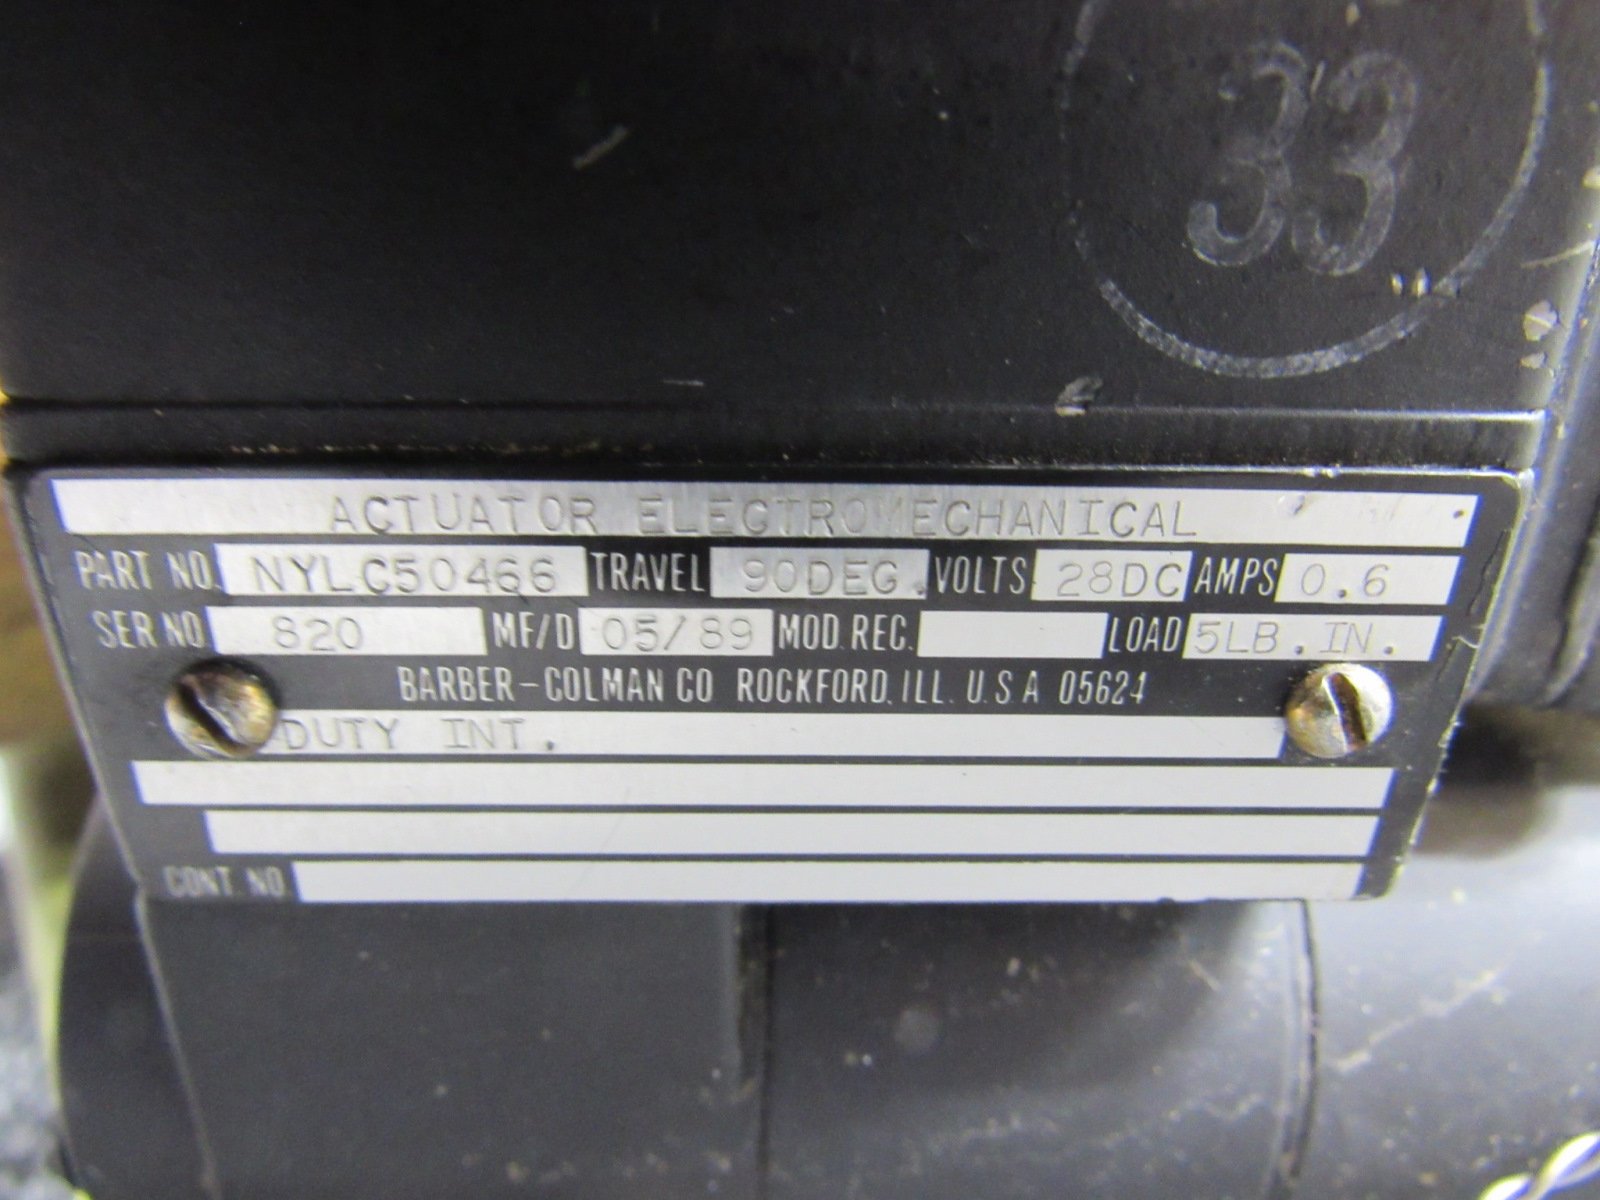 33
ACTUATOR ELECTROMECHANICAL
PART NO. NYLC50466 TRAVEL 90DEG. VOLTS 28DC AMPS 0.6
SER NO 820 MF/D 05/89 MOD. REC. LOAD 5LB.IN.
BARBER-COLMAN CO ROCKFORD, ILL. U.S A 05624
DUTY INT.
CONT. NO.